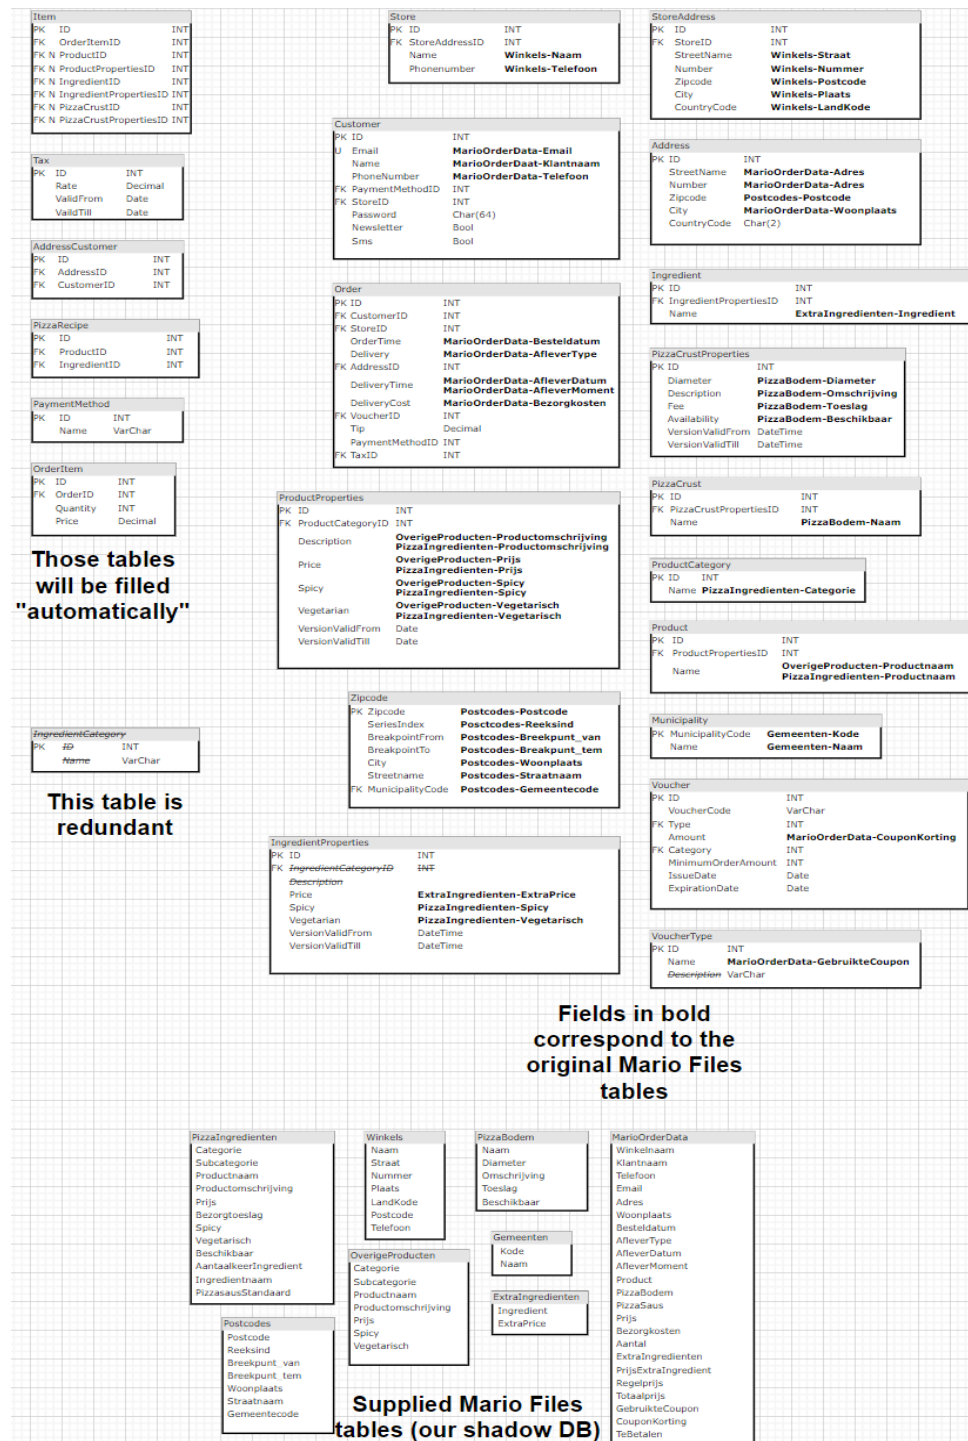 Item
PK ID INT
FK OrderItemID INT
FK N ProductID INT
FK N ProductPropertiesID INT
FK N IngredientID INT
FK N IngredientPropertiesID INT
FK N PizzaCrustID INT
FK N PizzaCrustPropertiesID INT
Tax
PK ID INT
Rate Decimal
ValidFrom Date
VaildTill Date
AddressCustomer
PK ID INT
FK AddressID INT
FK CustomerID INT
PizzaRecipe
PK ID INT
FK ProductID INT
FK IngredientID INT
PaymentMethod
PK ID INT
Name VarChar
OrderItem
PK ID INT
FK OrderID INT
Quantity INT
Price Decimal
Those tables
will be filled
"automatically"
IngredientCategory
PK ID INT
Name VarChar
This table is
redundant
Store
PK ID INT
FK StoreAddressID INT
Name Winkels-Naam
Phonenumber Winkels-Telefoon
Customer
PK ID INT
U Email MarioOrderData-Email
Name MarioOrderDaat-Klantnaam
PhoneNumber MarioOrderData-Telefoon
FK PaymentMethodID INT
FK StoreID INT
Password Char(64)
Newsletter Bool
Sms Bool
Order
PK ID INT
FK CustomerID INT
FK StoreID INT
OrderTime MarioOrderData-Besteldatum
Delivery MarioOrderData-AfleverType
FK AddressID INT
DeliveryTime MarioOrderData-AfleverDatum
MarioOrderData-AfleverMoment
DeliveryCost MarioOrderData-Bezorgkosten
FK VoucherID INT
Tip Decimal
PaymentMethodID INT
FK TaxID INT
ProductProperties
PK ID INT
FK ProductCategoryID INT
Description OverigeProducten-Productomschrijving
PizzaIngredienten-Productomschrijving
Price OverigeProducten-Prijs
PizzaIngredienten-Prijs
Spicy OverigeProducten-Spicy
PizzaIngredienten-Spicy
Vegetarian OverigeProducten-Vegetarisch
PizzaIngredienten-Vegetarisch
VersionValidFrom Date
VersionValidTill Date
Zipcode
PK Zipcode Postcodes-Postcode
SeriesIndex Posctcodes-Reeksind
BreakpointFrom Postcodes-Breekpunt_van
BreakpointTo Postcodes-Breekpunt_tem
City Postcodes-Woonplaats
Streetname Postcodes-Straatnaam
FK MunicipalityCode Postcodes-Gemeentecode
IngredientProperties
PK ID INT
FK IngredientCategoryID INT
Description
Price ExtraIngredienten-ExtraPrice
Spicy PizzaIngredienten-Spicy
Vegetarian PizzaIngredienten-Vegetarisch
VersionValidFrom DateTime
VersionValidTill DateTime
StoreAddress
PK ID INT
FK StoreID INT
StreetName Winkels-Straat
Number Winkels-Nummer
Zipcode Winkels-Postcode
City Winkels-Plaats
CountryCode Winkels-LandKode
Address
PK ID INT
StreetName MarioOrderData-Adres
Number MarioOrderData-Adres
Zipcode Postcodes-Postcode
City MarioOrderData-Woonplaats
CountryCode Char(2)
Ingredient
PK ID INT
FK IngredientPropertiesID INT
Name ExtraIngredienten-Ingredient
PizzaCrustProperties
PK ID INT
Diameter PizzaBodem-Diameter
Description PizzaBodem-Omschrijving
Fee PizzaBodem-Toeslag
Availability PizzaBodem-Beschikbaar
VersionValidFrom DateTime
VersionValidTill DateTime
PizzaCrust
PK ID INT
FK PizzaCrustPropertiesID INT
Name PizzaBodem-Naam
ProductCategory
PK ID INT
Name PizzaIngredienten-Categorie
Product
PK ID INT
FK ProductPropertiesID INT
Name OverigeProducten-Productnaam
PizzaIngredienten-Productnaam
Municipality
PK MunicipalityCode Gemeenten-Kode
Name Gemeenten-Naam
Voucher
PK ID INT
VoucherCode VarChar
FK Type INT
Amount MarioOrderData-CouponKorting
FK Category INT
MinimumOrderAmount INT
IssueDate Date
ExpirationDate Date
VoucherType
PK ID INT
Name MarioOrderData-GebruikteCoupon
Description VarChar
Fields in bold
correspond to the
original Mario Files
tables
PizzaIngredienten
Categorie
Subcategorie
Productnaam
Productomschrijving
Prijs
Bezorgtoeslag
Spicy
Vegetarisch
Beschikbaar
AantaalkeerIngredient
Ingredientnaam
PizzasausStandaard
Postcodes
Postcode
Reeksind
Breekpunt_van
Breekpunt_tem
Woonplaats
Straatnaam
Gemeentecode
Winkels
Naam
Straat
Nummer
Plaats
LandKode
Postcode
Telefoon
OverigeProducten
Categorie
Subcategorie
Productnaam
Productomschrijving
Prijs
Spicy
Vegetarisch
PizzaBodem
Naam
Diameter
Omschrijving
Toeslag
Beschikbaar
Gemeenten
Kode
Naam
ExtraIngredienten
Ingredient
ExtraPrice
MarioOrderData
Winkelnaam
Klantnaam
Telefoon
Email
Adres
Woonplaats
Besteldatum
AfleverType
AfleverDatum
AfleverMoment
Product
PizzaBodem
PizzaSaus
Prijs
Bezorgkosten
Aantal
ExtraIngredienten
PrijsExtraIngredient
Regelprijs
Totaalprijs
GebruikteCoupon
CouponKorting
TeBetalen
Supplied Mario Files
tables (our shadow DB)